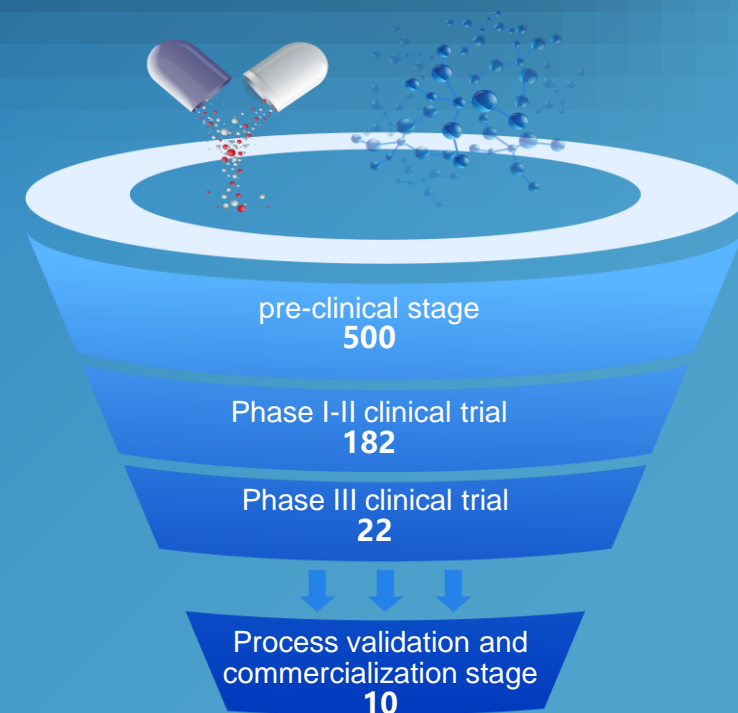 pre-clinical stage
500
Phase I-II clinical trial
182
Phase III clinical trial
22
Process validation and
commercialization stage
10